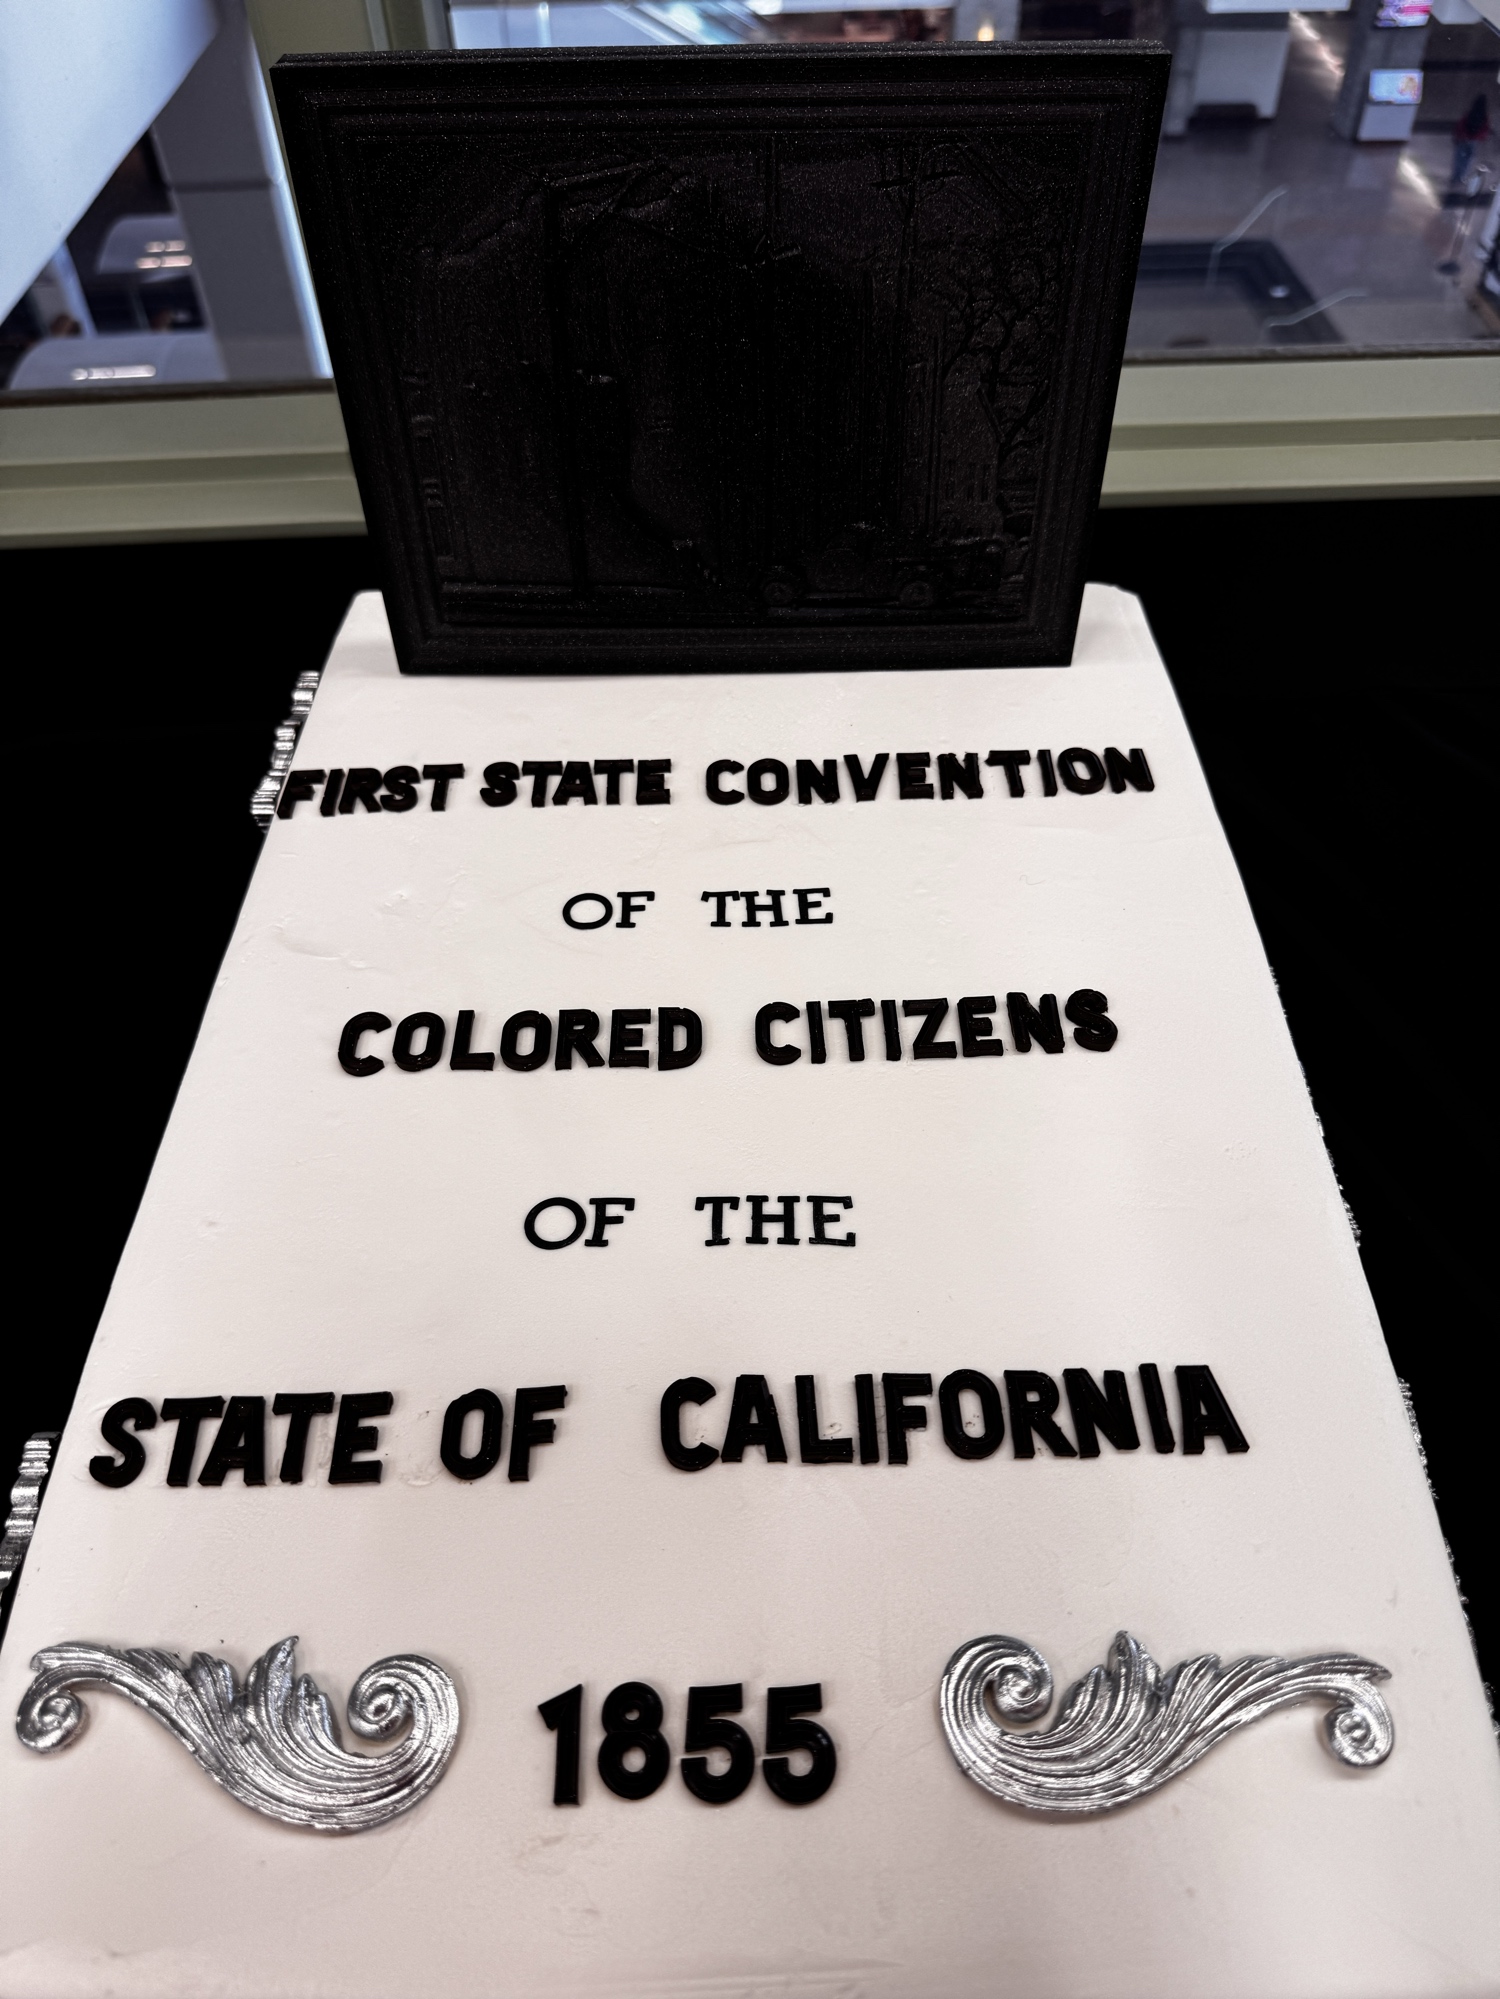 FIRST STATE CONVENTION
OF THE
COLORED CITIZENS
OF THE
STATE OF CALIFORNIA
1855